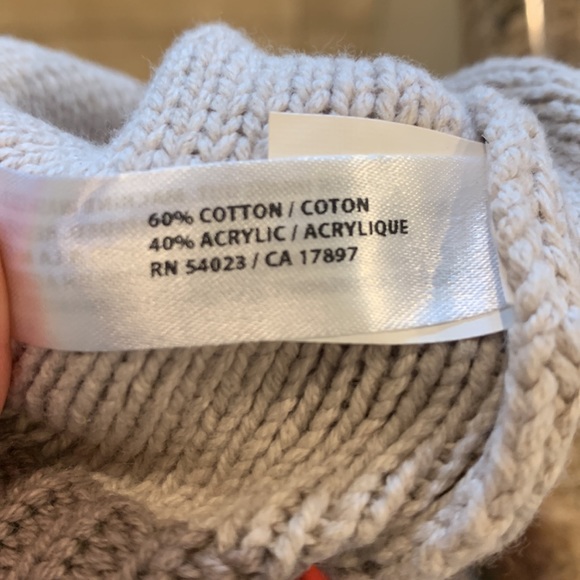 60% COTTON / COTON
40% ACRYLIC / ACRYLIQUE
RN 54023 / CA 17897